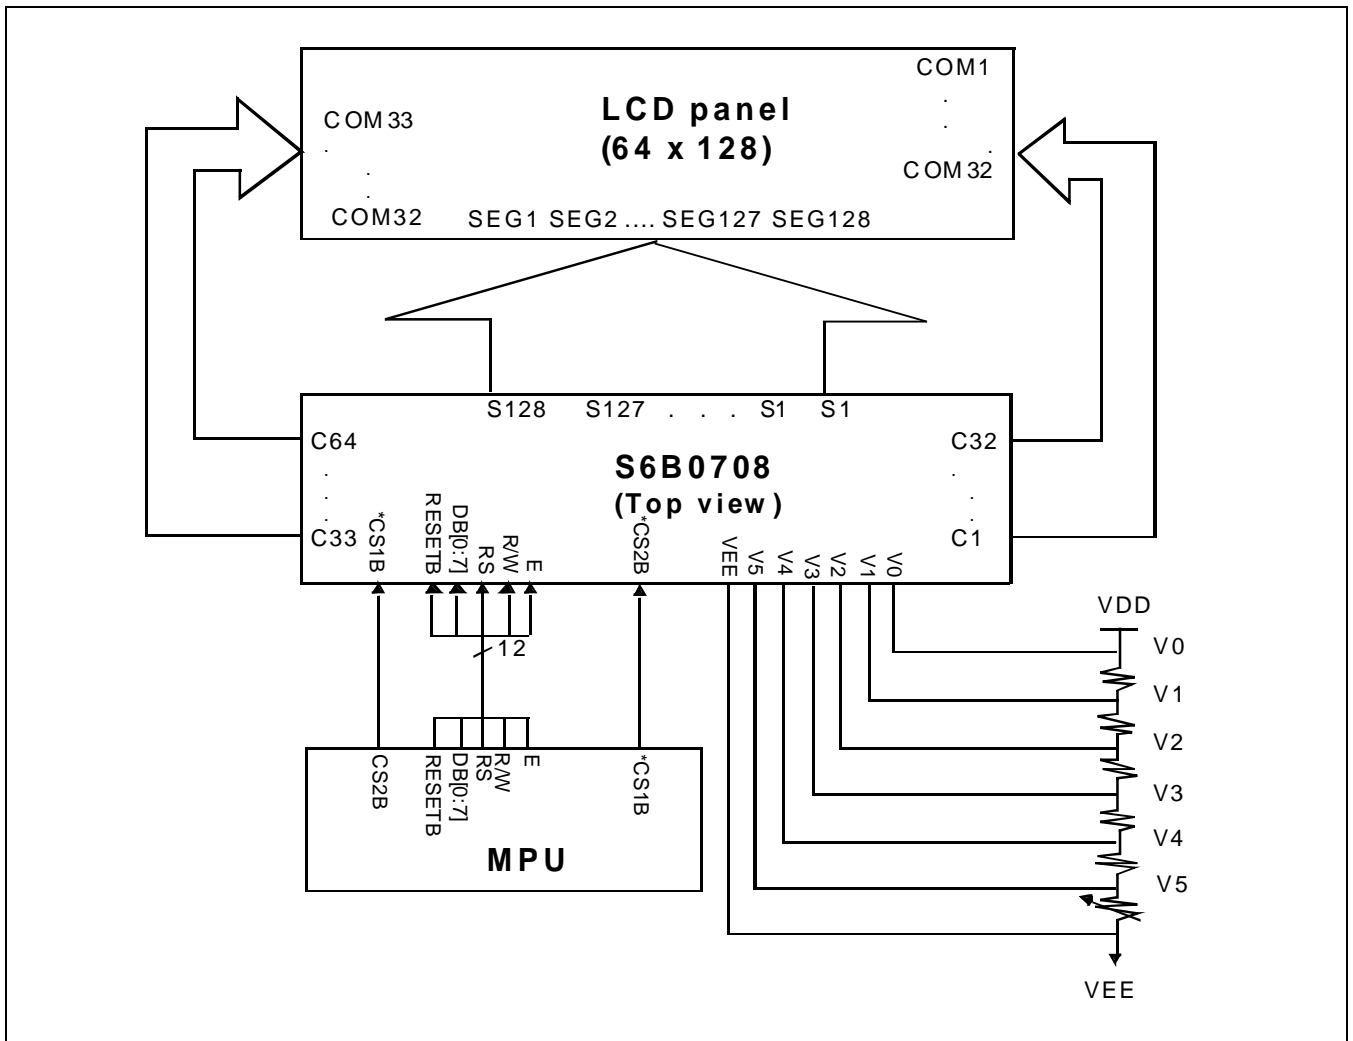 COM1
LCD panel
(64 x 128)
COM33
.
.
.
COM32
.
.
.
COM32
SEG1 SEG2 .... SEG127 SEG128
S128 S127 . . . S1 S1
C64
.
.
.
C33
S6B0708
(Top view)
C32
.
.
.
C1
*CS1B
RESETB
DB[0:7]
RS
R/W
E
*CS2B
VEE
V5
V4
V3
V2
V1
V0
12
CS2B
RESETB
DB[0:7]
RS
R/W
E
*CS1B
MPU
VDD
V0
V1
V2
V3
V4
V5
VEE